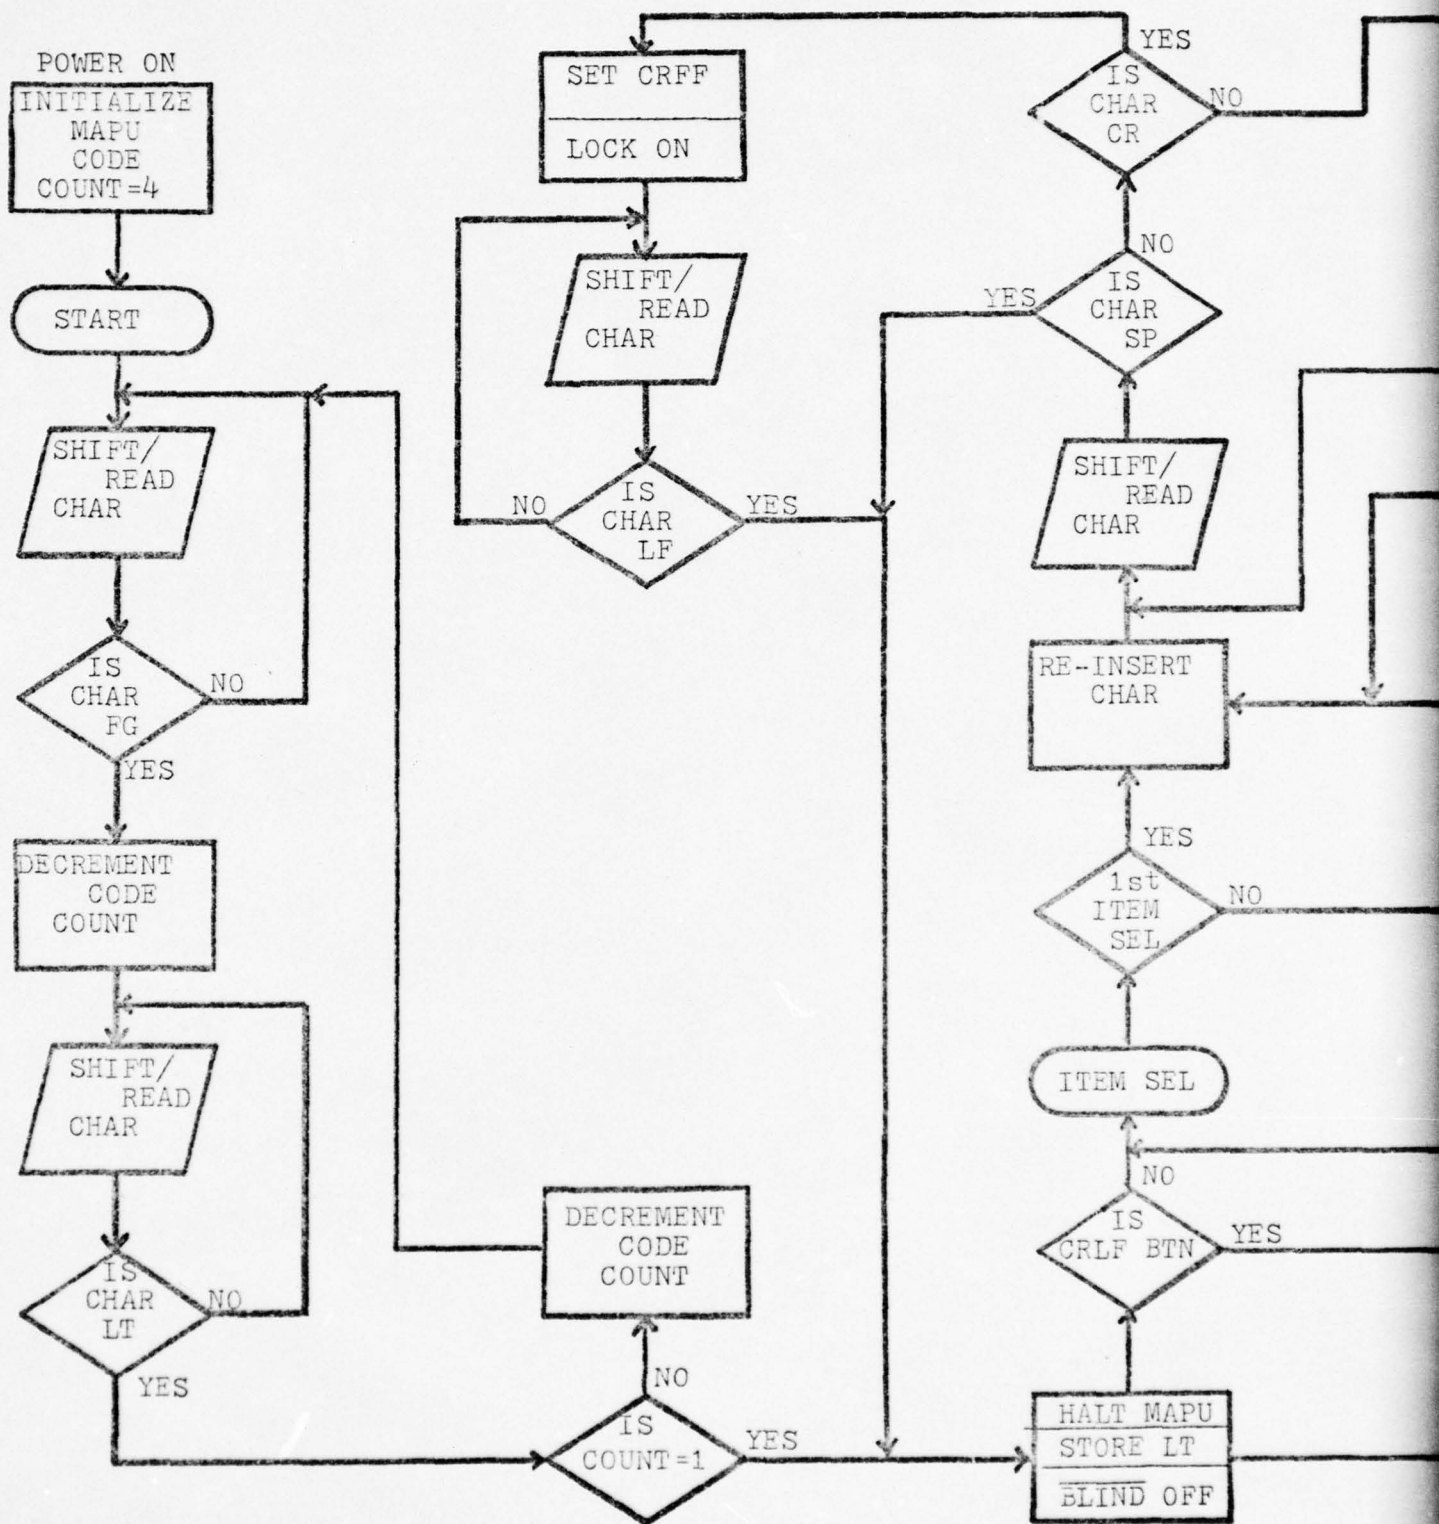 POWER ON
INITIALIZE
MAPU
CODE
COUNT=4
START
SHIFT/
READ
CHAR
IS
CHAR
FG
NO
YES
DECREMENT
CODE
COUNT
SHIFT/
READ
CHAR
IS
CHAR
LT
NO
YES
SET CRFF
LOCK ON
SHIFT/
READ
CHAR
IS
CHAR
LF
NO
YES
DECREMENT
CODE
COUNT
NO
IS
COUNT=1
YES
YES
IS
CHAR
CR
NO
NO
IS
CHAR
SP
YES
SHIFT/
READ
CHAR
RE-INSERT
CHAR
YES
1st
ITEM
SEL
NO
ITEM SEL
NO
IS
CRLF BTN
YES
HALT MAPU
STORE LT
B̅L̅I̅N̅D̅ OFF